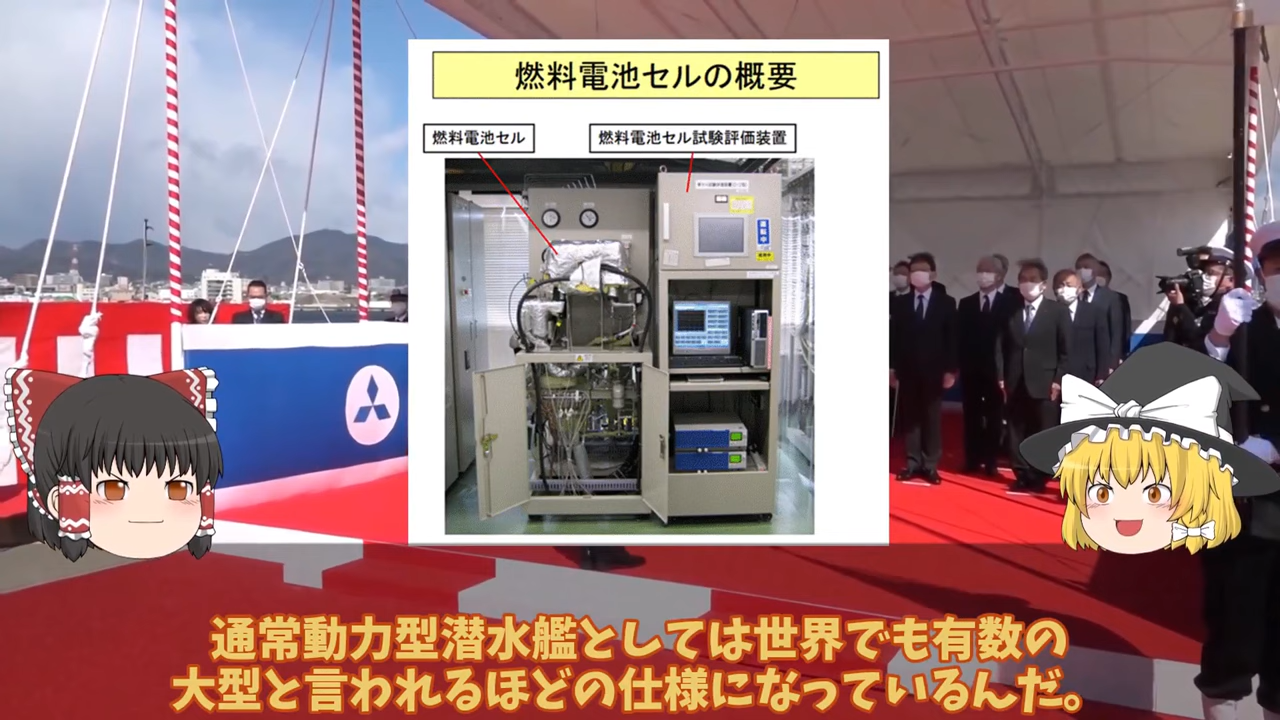 燃料電池セルの概要
燃料電池セル
燃料電池セル試験評価装置
運転中
通常動力型潜水艦としては世界でも有数の
大型と言われるほどの仕様になっているんだ。